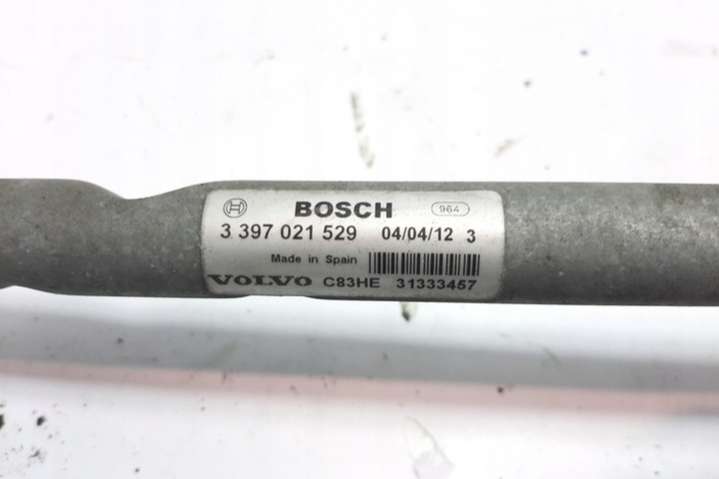 BOSCH 964
3 397 021 529 04/04/12 3
Made in Spain
VOLVO C83HE 31333457